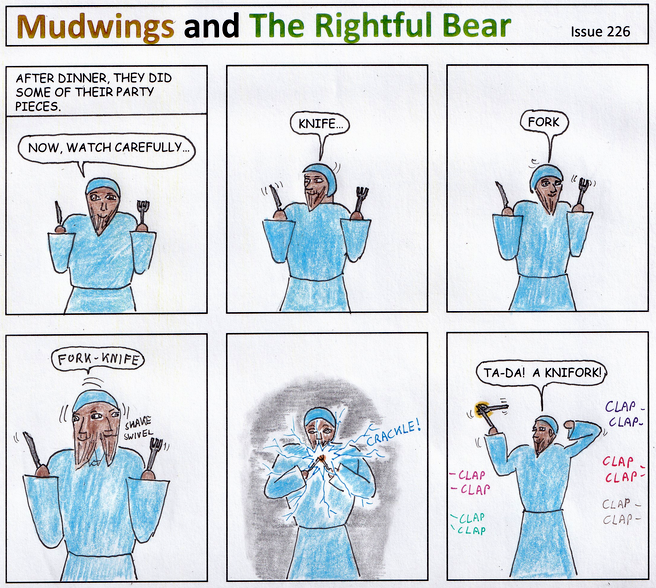 Mudwings and The Rightful Bear
Issue 226
AFTER DINNER, THEY DID
SOME OF THEIR PARTY
PIECES.
NOW, WATCH CAREFULLY...
KNIFE...
FORK
FORK-KNIFE
SHAKE
SWIVEL
CRACKLE!
TA-DA! A KNIFORK!
CLAP
CLAP
CLAP
CLAP
CLAP
CLAP
CLAP
CLAP
CLAP
CLAP